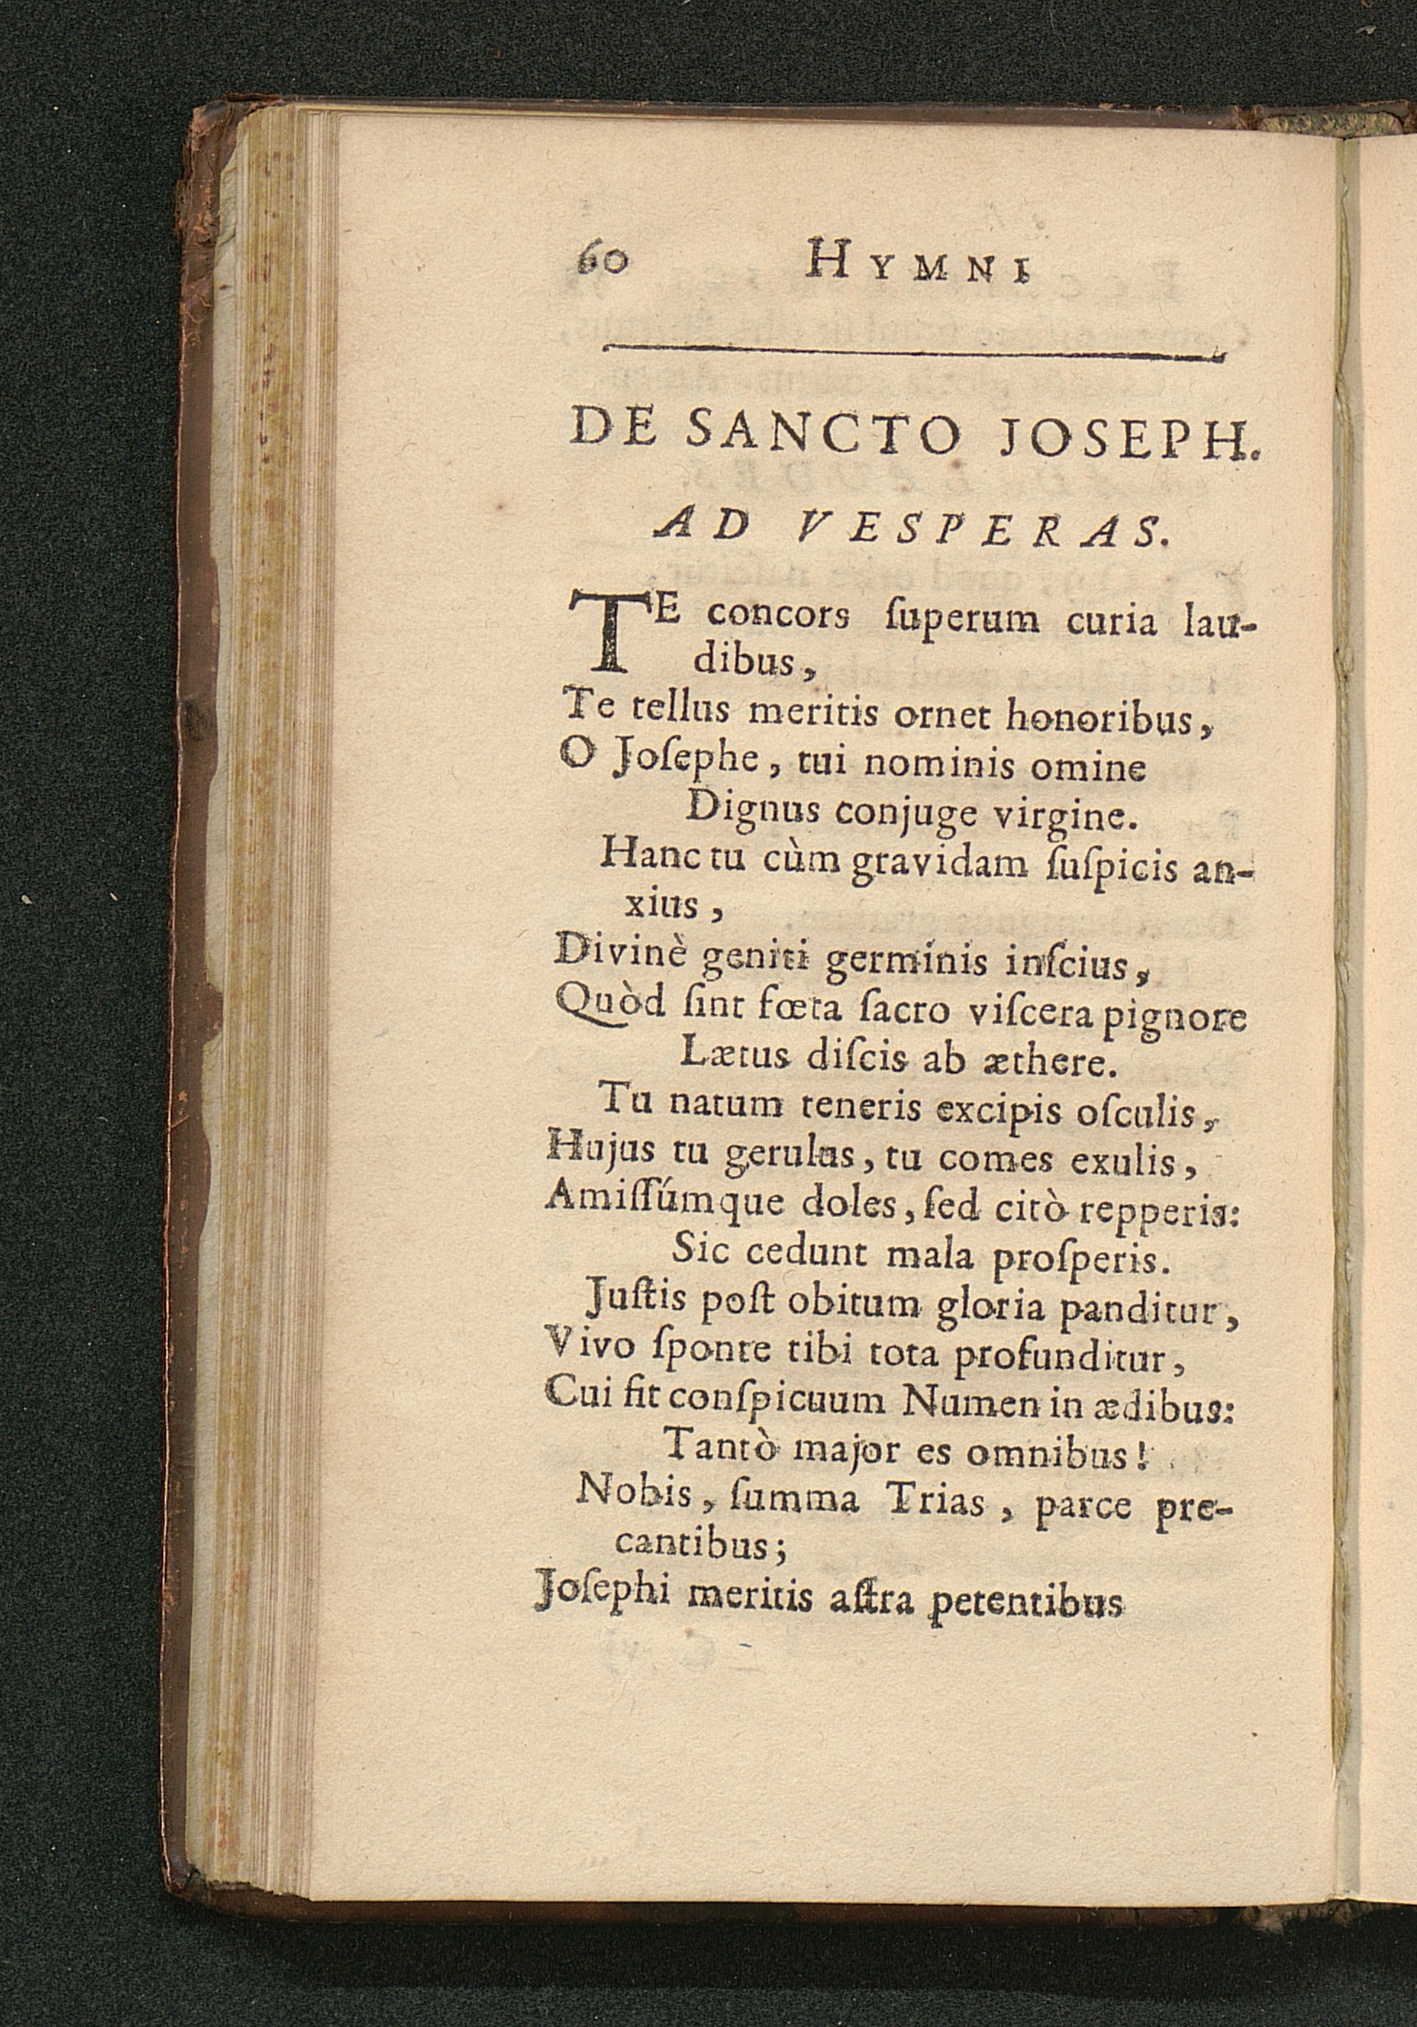 60 HYMNI
DE SANCTO JOSEPH.
AD VESPERAS.
TE concors ſuperum curia lau-
dibus,
Te tellus meritis ornet honoribus,
O Joſephe, tui nominis omine
Dignus conjuge virgine.
Hanc tu cùm gravidam ſuſpicis an-
xius,
Divinè geniti germinis inſcius,
Quòd ſint fœta ſacro viſcera pignore
Lætus diſcis ab æthere.
Tu natum teneris excipis oſculis,
Hujus tu gerulus, tu comes exulis,
Amiſſúmque doles, ſed citò repperis:
Sic cedunt mala proſperis.
Juſtis poſt obitum gloria panditur,
Vivo ſponte tibi tota profunditur,
Cui fit conſpicuum Numen in ædibus:
Tantò major es omnibus!
Nobis, ſumma Trias, parce pre-
cantibus;
Joſephi meritis aſtra petentibus